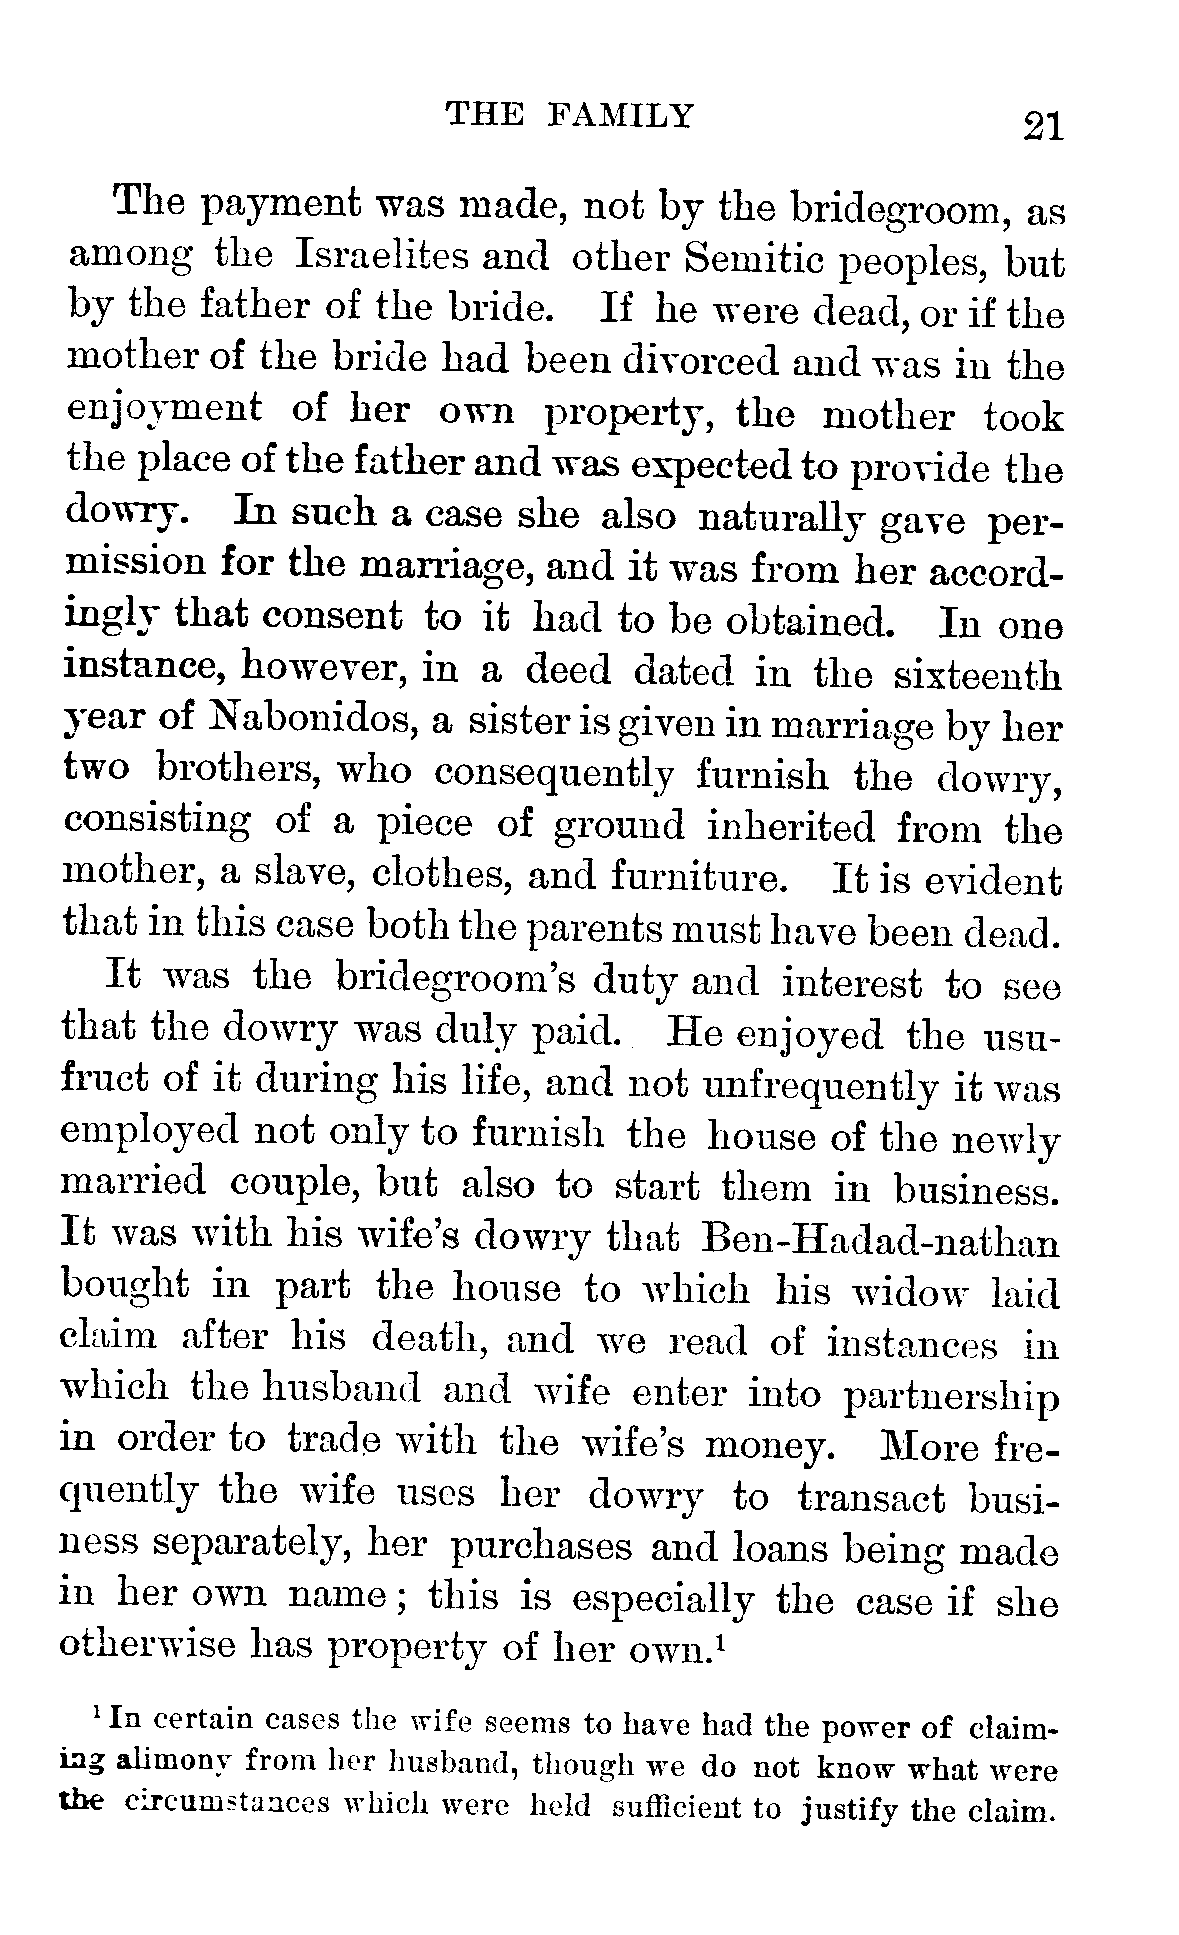 THE FAMILY 21
The payment was made, not by the bridegroom, as
among the Israelites and other Semitic peoples, but
by the father of the bride. If he were dead, or if the
mother of the bride had been divorced and was in the
enjoyment of her own property, the mother took
the place of the father and was expected to provide the
dowry. In such a case she also naturally gave per-
mission for the marriage, and it was from her accord-
ingly that consent to it had to be obtained. In one
instance, however, in a deed dated in the sixteenth
year of Nabonidos, a sister is given in marriage by her
two brothers, who consequently furnish the dowry,
consisting of a piece of ground inherited from the
mother, a slave, clothes, and furniture. It is evident
that in this case both the parents must have been dead.
It was the bridegroom's duty and interest to see
that the dowry was duly paid. He enjoyed the usu-
fruct of it during his life, and not unfrequently it was
employed not only to furnish the house of the newly
married couple, but also to start them in business.
It was with his wife's dowry that Ben-Hadad-nathan
bought in part the house to which his widow laid
claim after his death, and we read of instances in
which the husband and wife enter into partnership
in order to trade with the wife's money. More fre-
quently the wife uses her dowry to transact busi-
ness separately, her purchases and loans being made
in her own name; this is especially the case if she
otherwise has property of her own.¹
¹ In certain cases the wife seems to have had the power of claim-
ing alimony from her husband, though we do not know what were
the circumstances which were held sufficient to justify the claim.